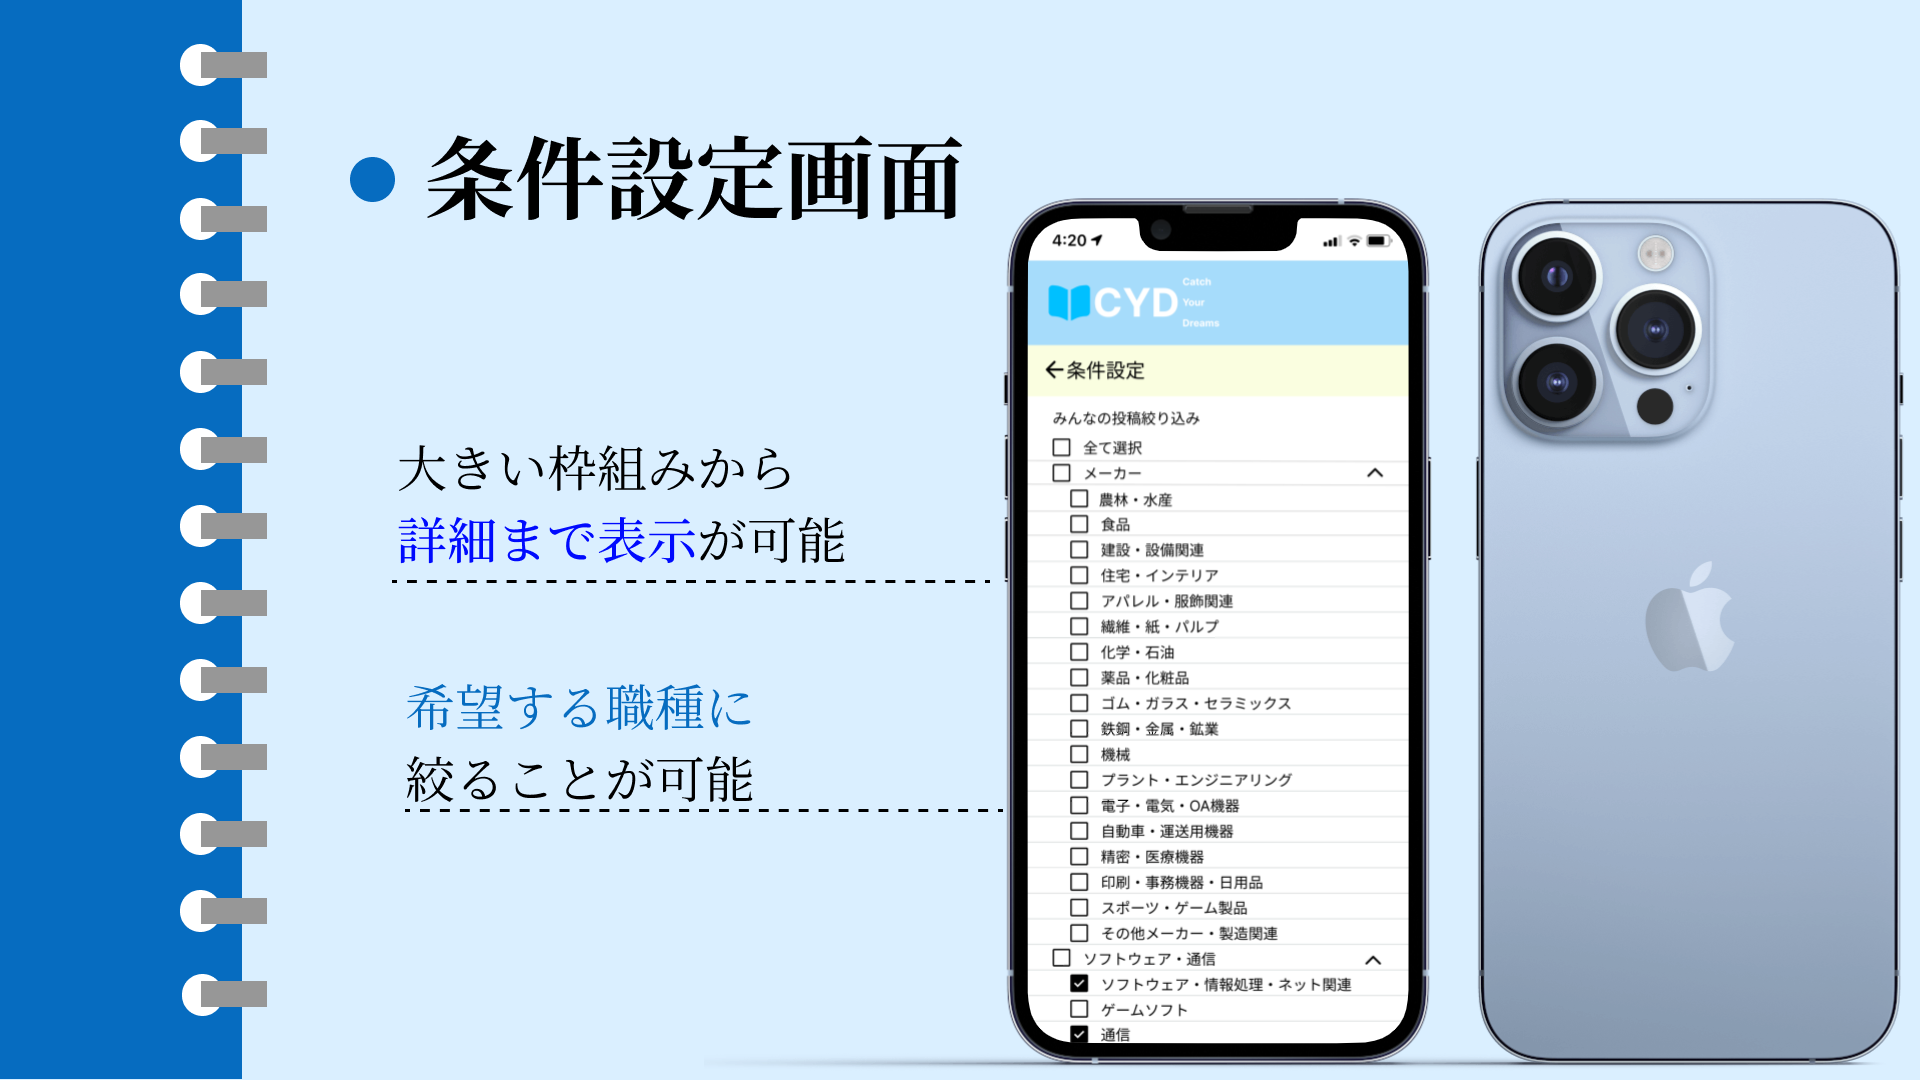 条件設定画面
大きい枠組みから
詳細まで表示が可能
希望する職種に
絞ることが可能
4:20
CYD
Catch
Your
Dreams
←条件設定
みんなの投稿絞り込み
全て選択
メーカー
農林・水産
食品
建設・設備関連
住宅・インテリア
アパレル・服飾関連
繊維・紙・パルプ
化学・石油
薬品・化粧品
ゴム・ガラス・セラミックス
鉄鋼・金属・鉱業
機械
プラント・エンジニアリング
電子・電気・OA機器
自動車・運送用機器
精密・医療機器
印刷・事務機器・日用品
スポーツ・ゲーム製品
その他メーカー・製造関連
ソフトウェア・通信
ソフトウェア・情報処理・ネット関連
ゲームソフト
通信